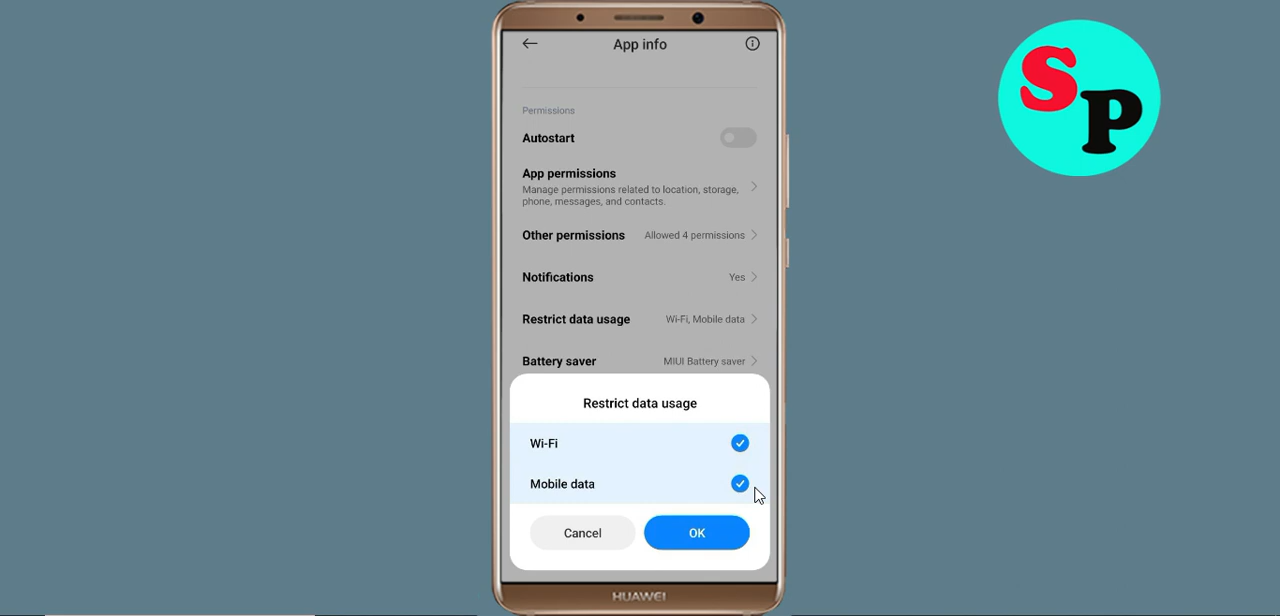 App info
Permissions
Autostart
App permissions
Manage permissions related to location, storage,
phone, messages, and contacts.
Other permissions Allowed 4 permissions
Notifications Yes
Restrict data usage Wi-Fi, Mobile data
Battery saver MIUI Battery saver
Restrict data usage
Wi-Fi
Mobile data
Cancel OK
HUAWEI
SP